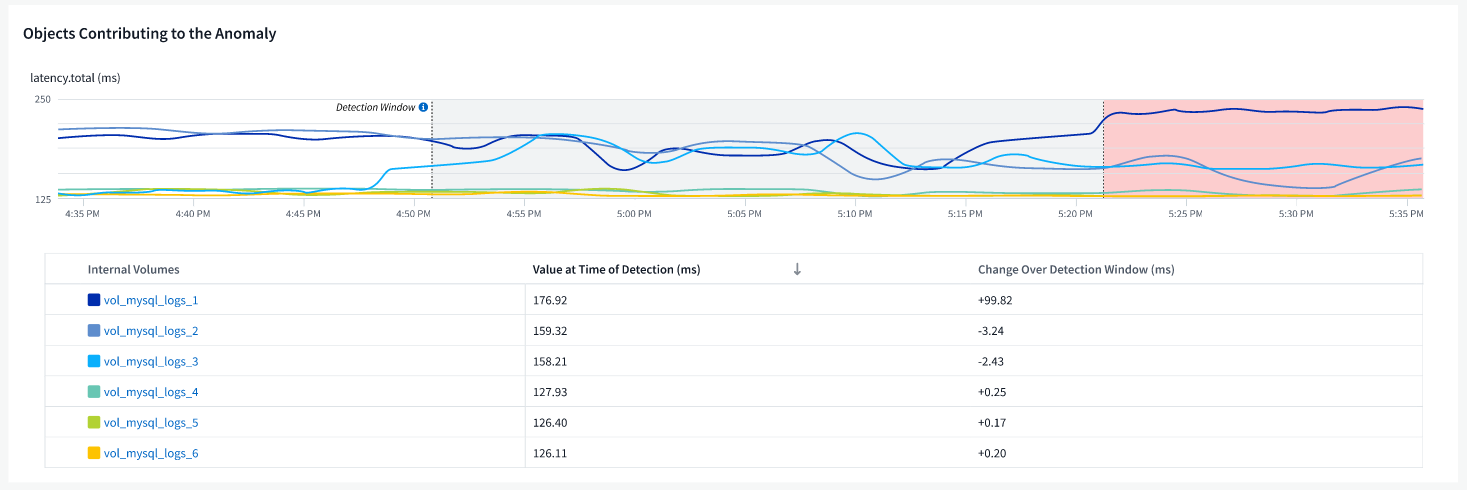 Objects Contributing to the Anomaly
latency.total (ms)
250
Detection Window
125
4:35 PM 4:40 PM 4:45 PM 4:50 PM 4:55 PM 5:00 PM 5:05 PM 5:10 PM 5:15 PM 5:20 PM 5:25 PM 5:30 PM 5:35 PM
Internal Volumes Value at Time of Detection (ms) ↓ Change Over Detection Window (ms)
vol_mysql_logs_1 176.92 +99.82
vol_mysql_logs_2 159.32 -3.24
vol_mysql_logs_3 158.21 -2.43
vol_mysql_logs_4 127.93 +0.25
vol_mysql_logs_5 126.40 +0.17
vol_mysql_logs_6 126.11 +0.20